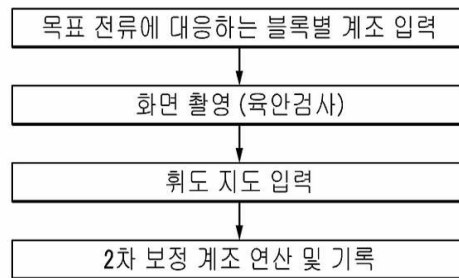 목표 전류에 대응하는 블록별 계조 입력
화면 촬영 (육안검사)
휘도 지도 입력
2차 보정 계조 연산 및 기록